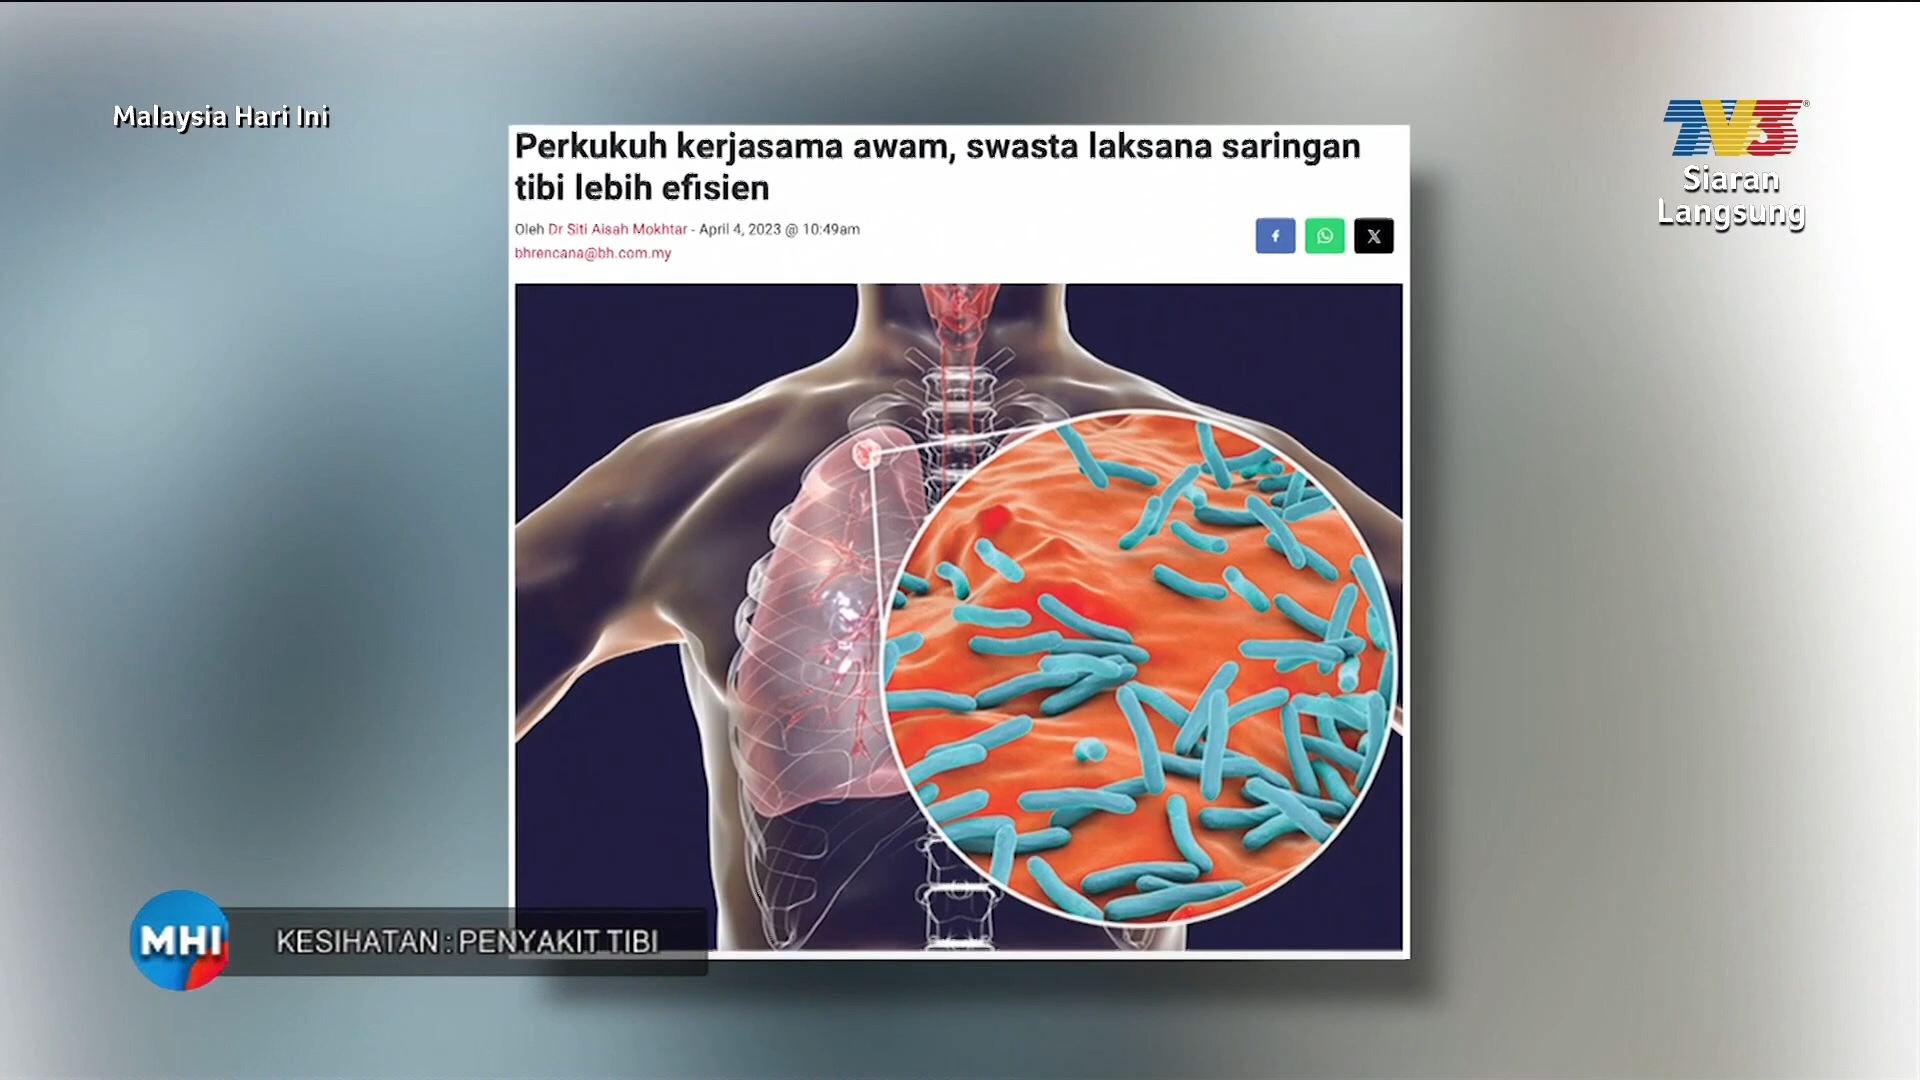 Malaysia Hari Ini
TV3
Siaran
Langsung
Perkukuh kerjasama awam, swasta laksana saringan
tibi lebih efisien
Oleh Dr Siti Aisah Mokhtar - April 4, 2023 @ 10:49am
bhrencana@bh.com.my
MHI
KESIHATAN : PENYAKIT TIBI